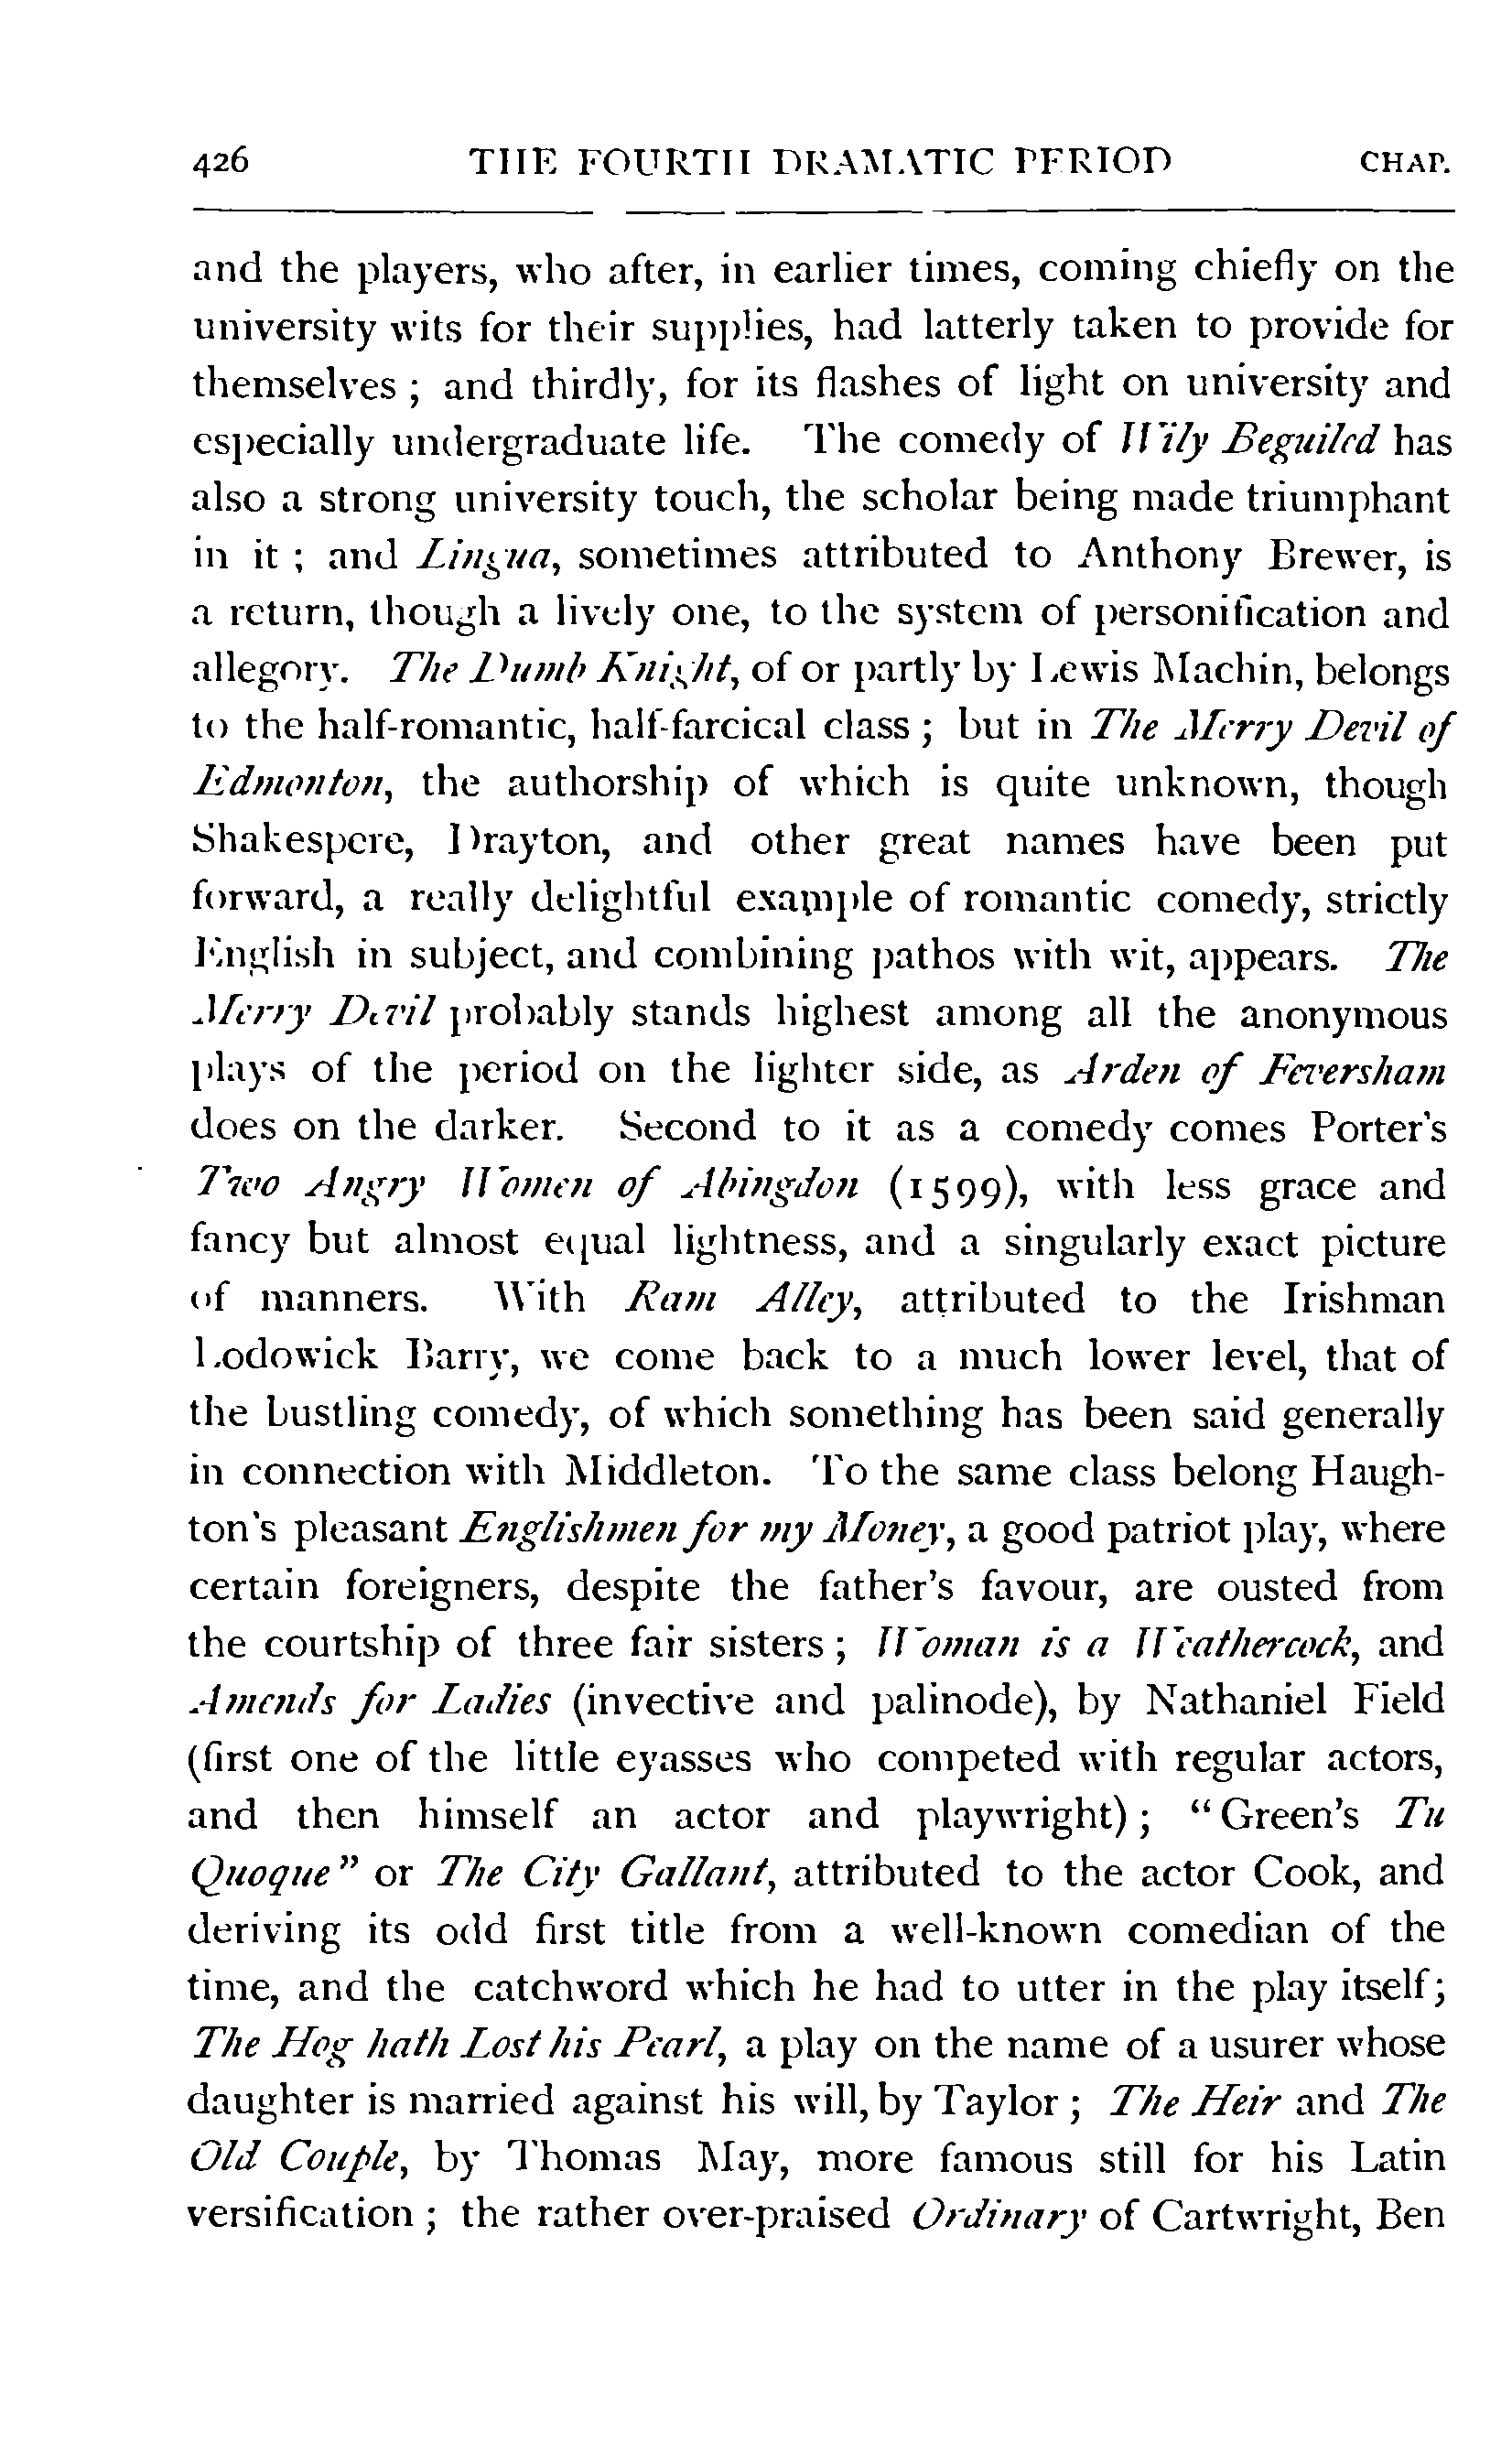 426 THE FOURTH DRAMATIC PERIOD CHAP.
and the players, who after, in earlier times, coming chiefly on the
university wits for their supplies, had latterly taken to provide for
themselves ; and thirdly, for its flashes of light on university and
especially undergraduate life. The comedy of Wily Beguiled has
also a strong university touch, the scholar being made triumphant
in it ; and Lingua, sometimes attributed to Anthony Brewer, is
a return, though a lively one, to the system of personification and
allegory. The Dumb Knight, of or partly by Lewis Machin, belongs
to the half-romantic, half-farcical class ; but in The Merry Devil of
Edmonton, the authorship of which is quite unknown, though
Shakespere, Drayton, and other great names have been put
forward, a really delightful example of romantic comedy, strictly
English in subject, and combining pathos with wit, appears. The
Merry Devil probably stands highest among all the anonymous
plays of the period on the lighter side, as Arden of Feversham
does on the darker. Second to it as a comedy comes Porter's
Two Angry Women of Abingdon (1599), with less grace and
fancy but almost equal lightness, and a singularly exact picture
of manners. With Ram Alley, attributed to the Irishman
Lodowick Barry, we come back to a much lower level, that of
the bustling comedy, of which something has been said generally
in connection with Middleton. To the same class belong Haugh-
ton's pleasant Englishmen for my Money, a good patriot play, where
certain foreigners, despite the father's favour, are ousted from
the courtship of three fair sisters ; Woman is a Weathercock, and
Amends for Ladies (invective and palinode), by Nathaniel Field
(first one of the little eyasses who competed with regular actors,
and then himself an actor and playwright) ; "Green's Tu
Quoque" or The City Gallant, attributed to the actor Cook, and
deriving its odd first title from a well-known comedian of the
time, and the catchword which he had to utter in the play itself ;
The Hog hath Lost his Pearl, a play on the name of a usurer whose
daughter is married against his will, by Taylor ; The Heir and The
Old Couple, by Thomas May, more famous still for his Latin
versification ; the rather over-praised Ordinary of Cartwright, Ben